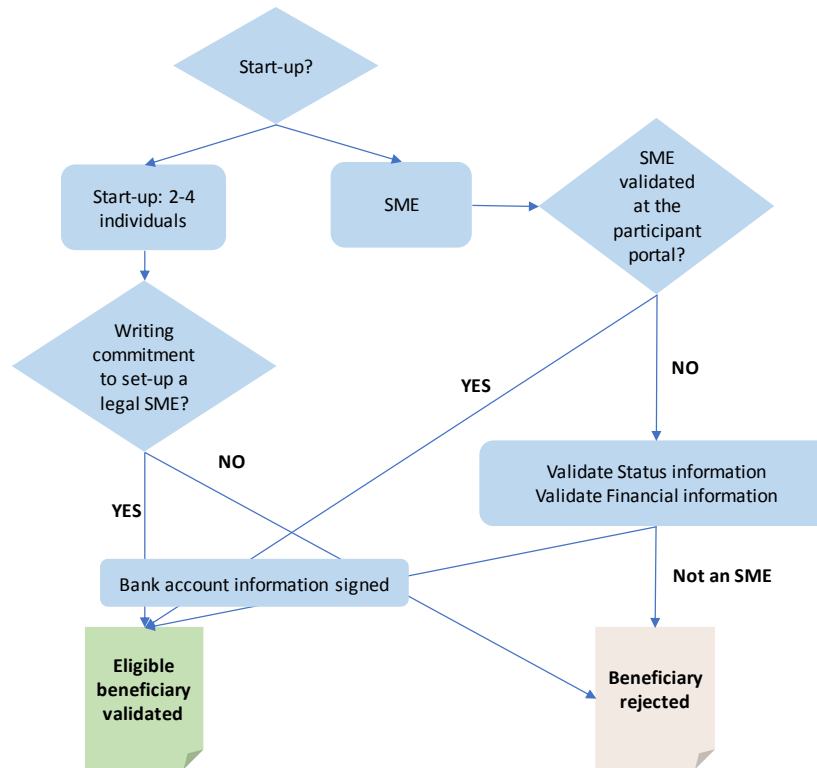 Start-up?
Start-up: 2-4
individuals
SME
SME
validated
at the
participant
portal?
Writing
commitment
to set-up a
legal SME?
YES
NO
NO
YES
Validate Status information
Validate Financial information
Bank account information signed
Not an SME
Eligible
beneficiary
validated
Beneficiary
rejected